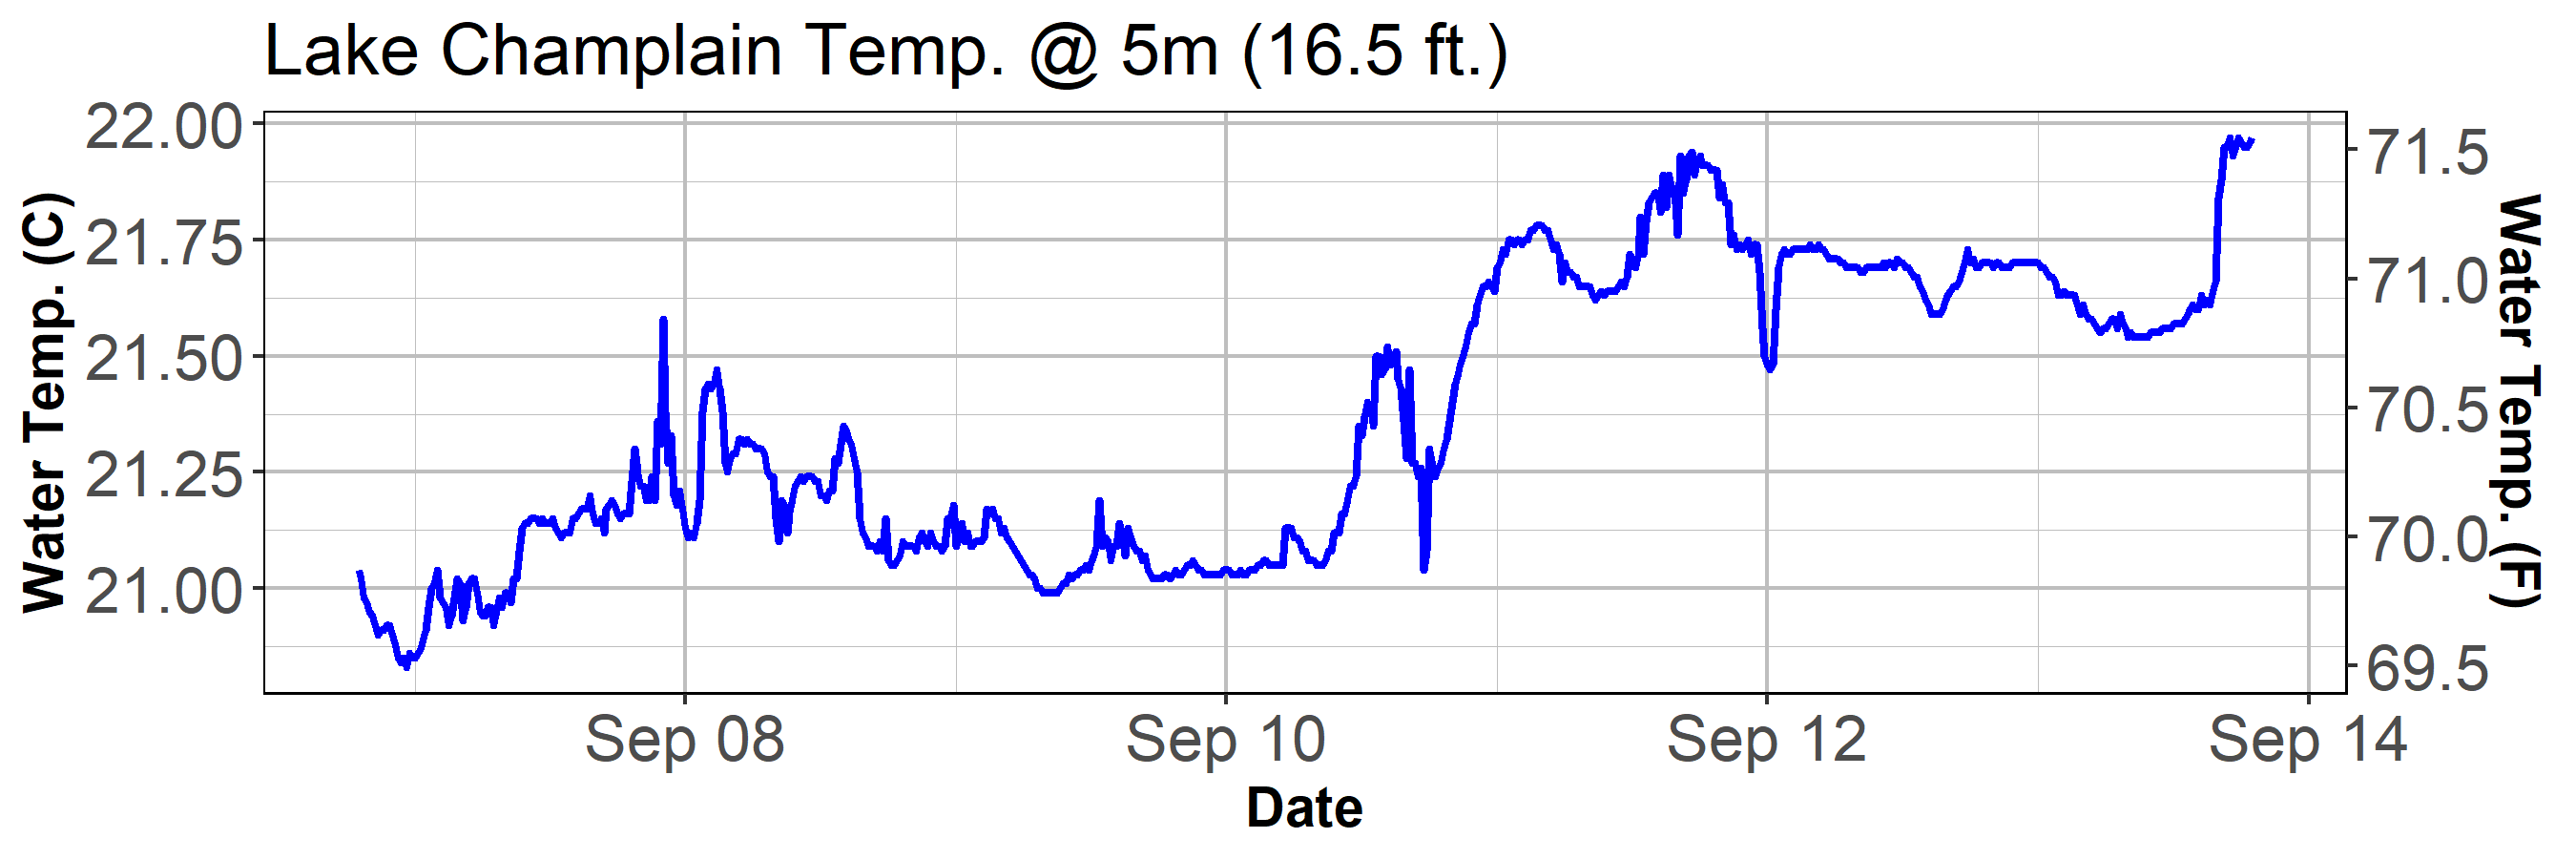 Lake Champlain Temp. @ 5m (16.5 ft.)
Water Temp. (C)
22.00
21.75
21.50
21.25
21.00
71.5
71.0
70.5
70.0
69.5
Water Temp. (F)
Sep 08
Sep 10
Sep 12
Sep 14
Date